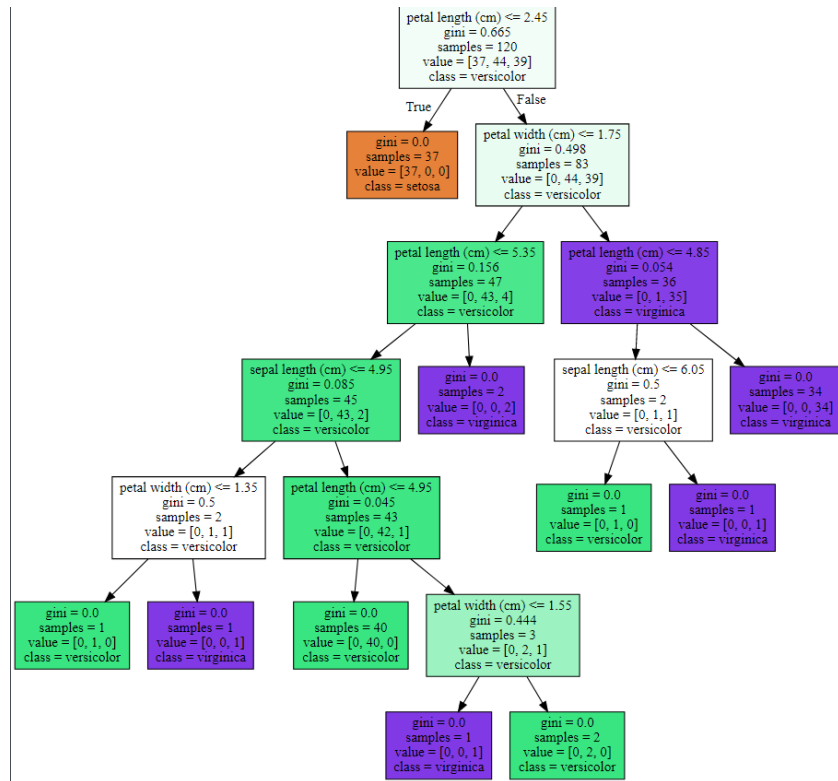 petal length (cm) <= 2.45
gini = 0.665
samples = 120
value = [37, 44, 39]
class = versicolor
True
False
gini = 0.0
samples = 37
value = [37, 0, 0]
class = setosa
petal width (cm) <= 1.75
gini = 0.498
samples = 83
value = [0, 44, 39]
class = versicolor
petal length (cm) <= 5.35
gini = 0.156
samples = 47
value = [0, 43, 4]
class = versicolor
petal length (cm) <= 4.85
gini = 0.054
samples = 36
value = [0, 1, 35]
class = virginica
sepal length (cm) <= 4.95
gini = 0.085
samples = 45
value = [0, 43, 2]
class = versicolor
gini = 0.0
samples = 2
value = [0, 0, 2]
class = virginica
sepal length (cm) <= 6.05
gini = 0.5
samples = 2
value = [0, 1, 1]
class = versicolor
gini = 0.0
samples = 34
value = [0, 0, 34]
class = virginica
petal width (cm) <= 1.35
gini = 0.5
samples = 2
value = [0, 1, 1]
class = versicolor
petal length (cm) <= 4.95
gini = 0.045
samples = 43
value = [0, 42, 1]
class = versicolor
gini = 0.0
samples = 1
value = [0, 1, 0]
class = versicolor
gini = 0.0
samples = 1
value = [0, 0, 1]
class = virginica
gini = 0.0
samples = 1
value = [0, 1, 0]
class = versicolor
gini = 0.0
samples = 1
value = [0, 0, 1]
class = virginica
gini = 0.0
samples = 40
value = [0, 40, 0]
class = versicolor
petal width (cm) <= 1.55
gini = 0.444
samples = 3
value = [0, 2, 1]
class = versicolor
gini = 0.0
samples = 1
value = [0, 0, 1]
class = virginica
gini = 0.0
samples = 2
value = [0, 2, 0]
class = versicolor